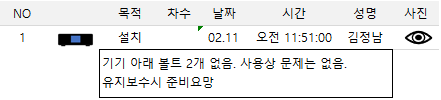 NO 목적 차수 날짜 시간 성명 사진
1 설치 02.11 오전 11:51:00 김정남
기기 아래 볼트 2개 없음. 사용상 문제는 없음.
유지보수시 준비요망